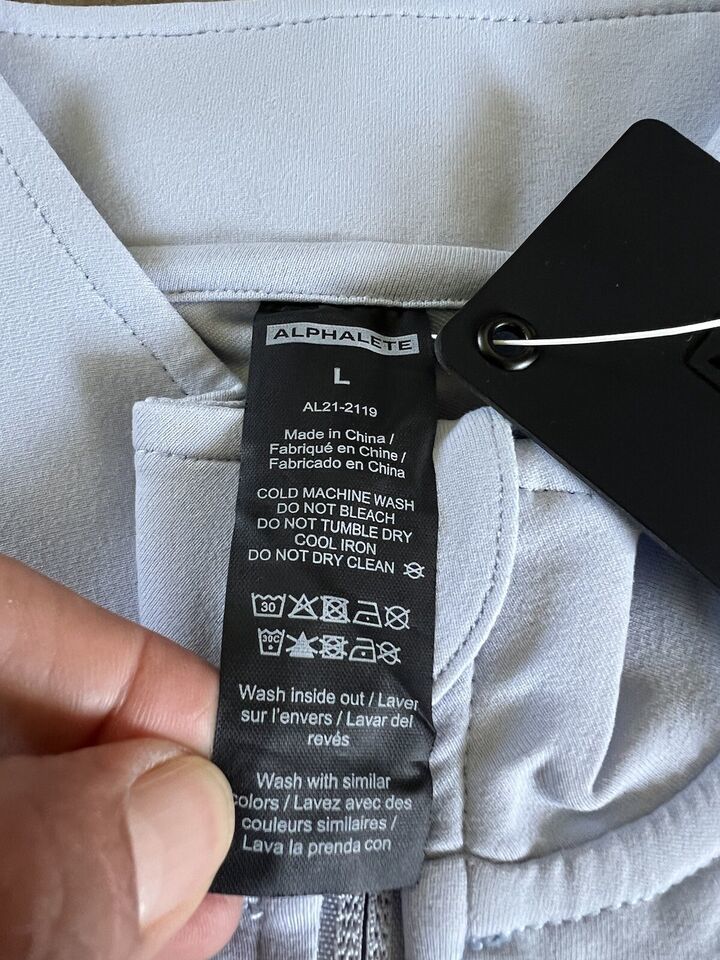 ALPHALETE
L
AL21-2119
Made in China /
Fabriqué en Chine /
Fabricado en China
COLD MACHINE WASH
DO NOT BLEACH
DO NOT TUMBLE DRY
COOL IRON
DO NOT DRY CLEAN
30
30C
Wash inside out / Laver
sur l'envers / Lavar del
revés
Wash with similar
colors / Lavez avec des
couleurs similaires /
Lava la prenda con